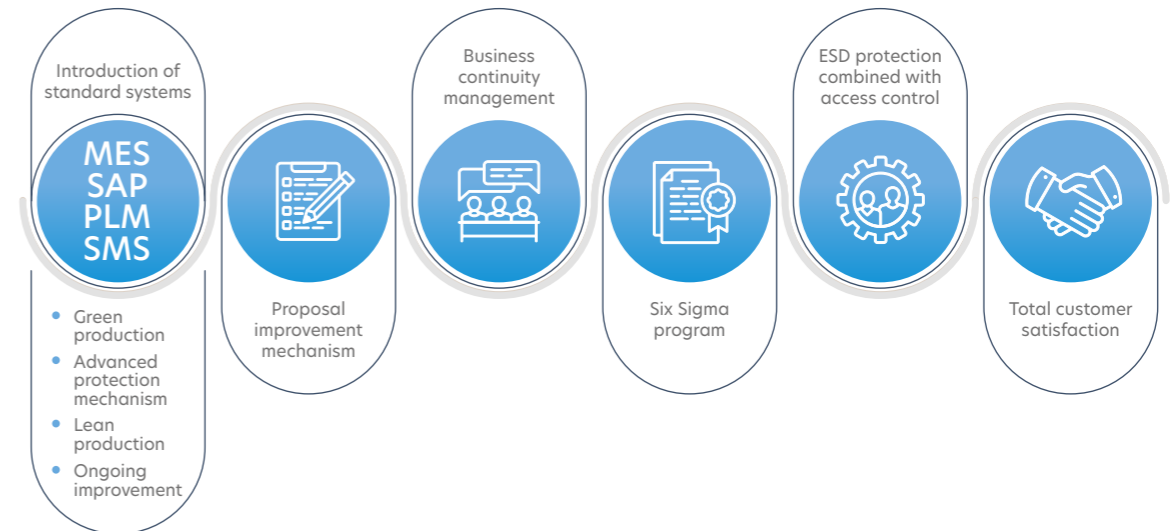 Introduction of
standard systems
MES
SAP
PLM
SMS
Green
production
Advanced
protection
mechanism
Lean
production
Ongoing
improvement
Proposal
improvement
mechanism
Business
continuity
management
Six Sigma
program
ESD protection
combined with
access control
Total customer
satisfaction